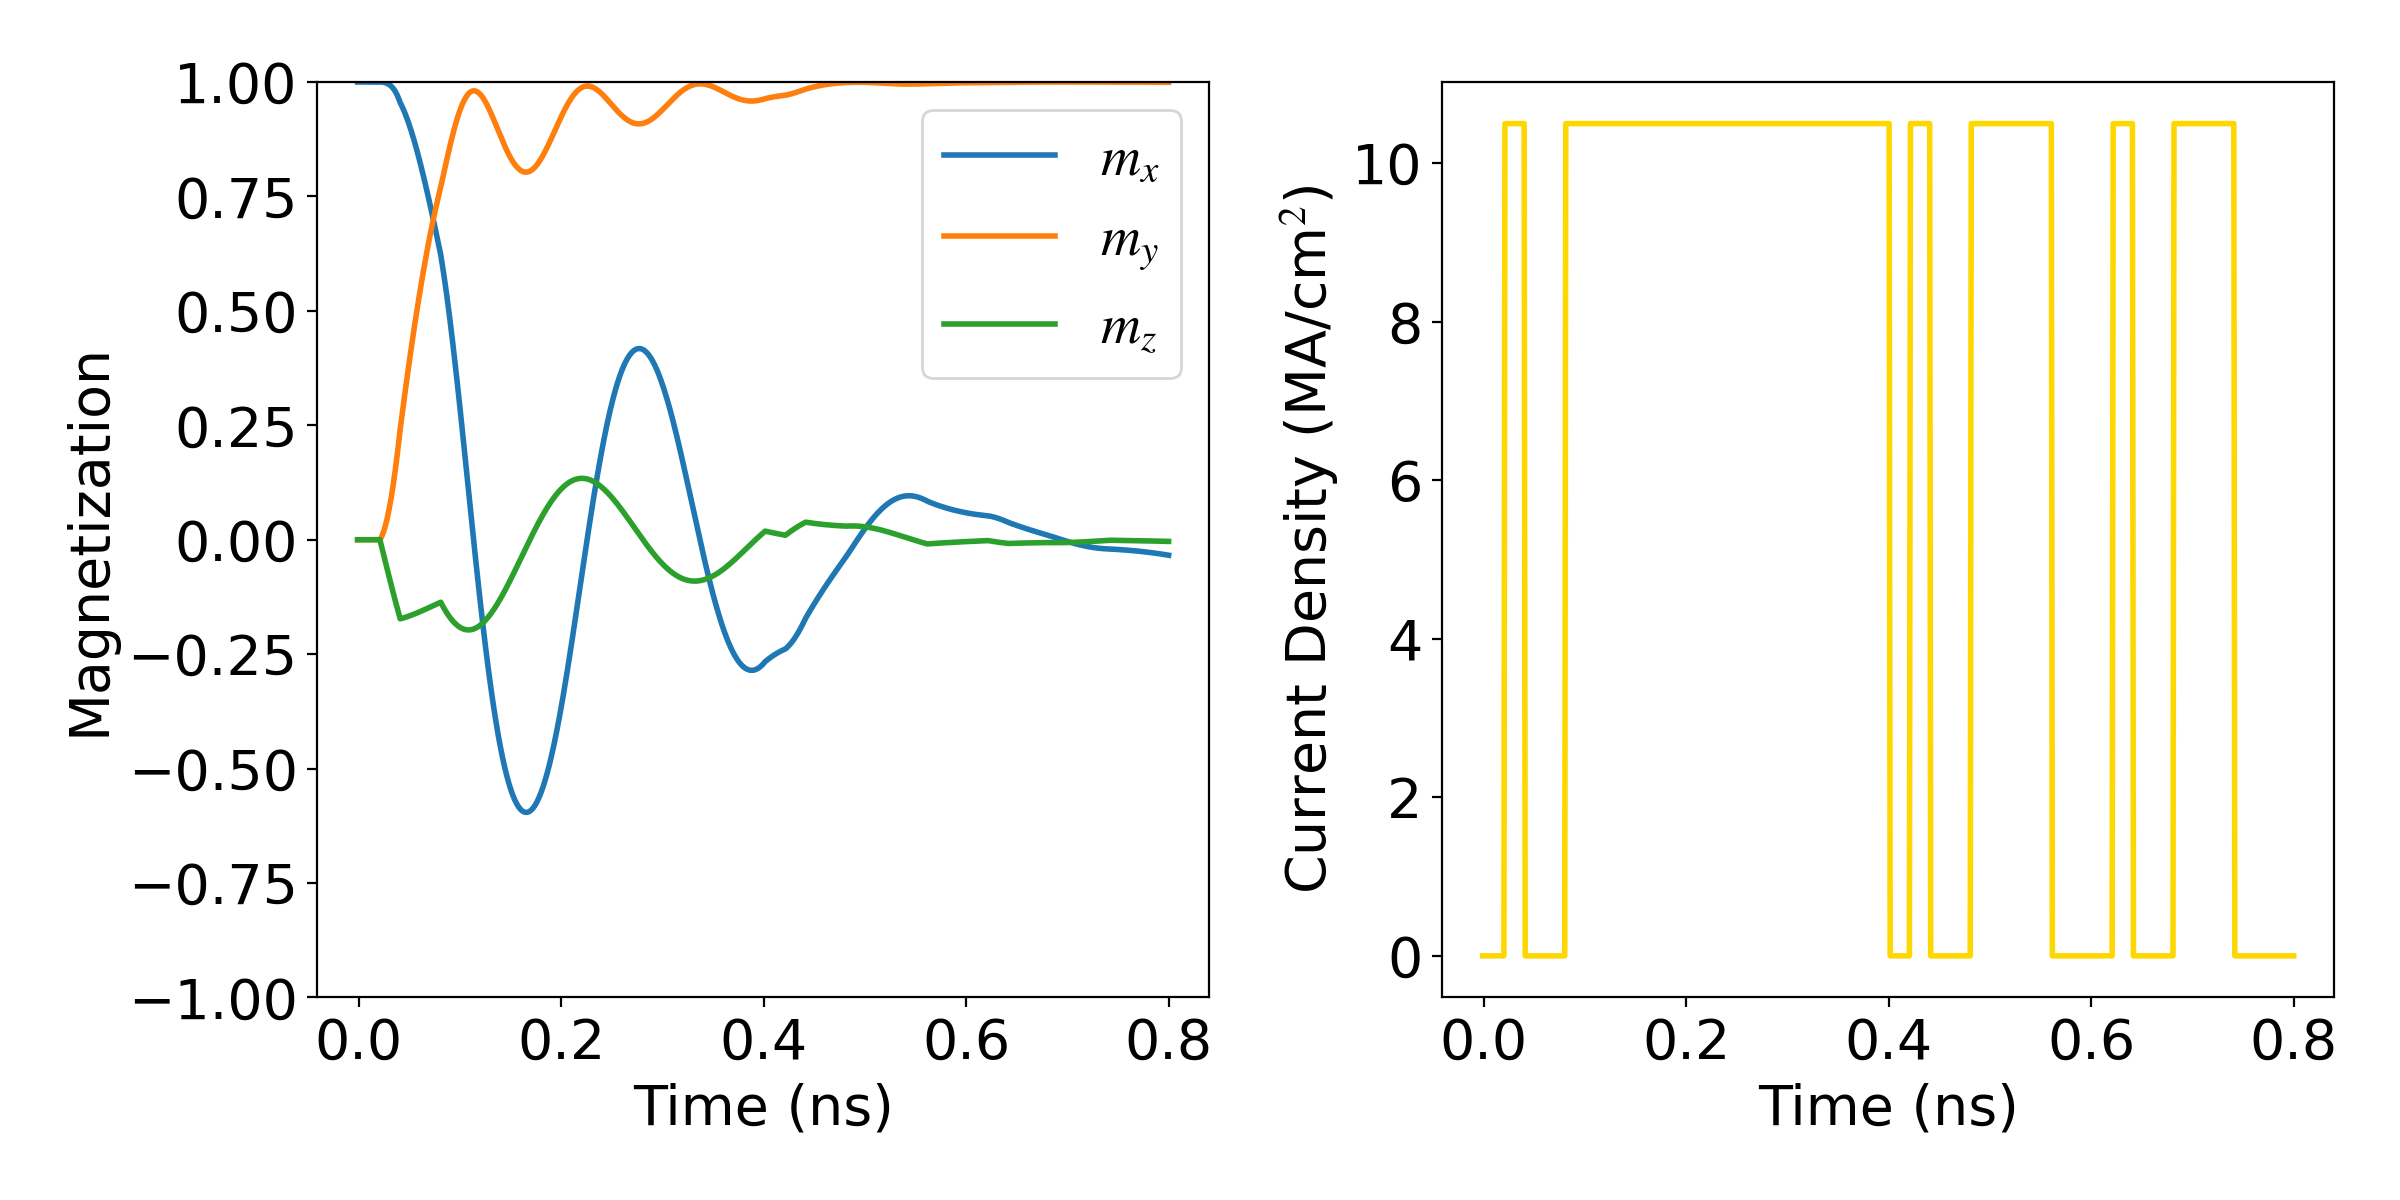 1.00
0.75
0.50
0.25
0.00
−0.25
−0.50
−0.75
−1.00
Magnetization
0.0 0.2 0.4 0.6 0.8
Time (ns)
m_x
m_y
m_z
10
8
6
4
2
0
Current Density (MA/cm²)
0.0 0.2 0.4 0.6 0.8
Time (ns)